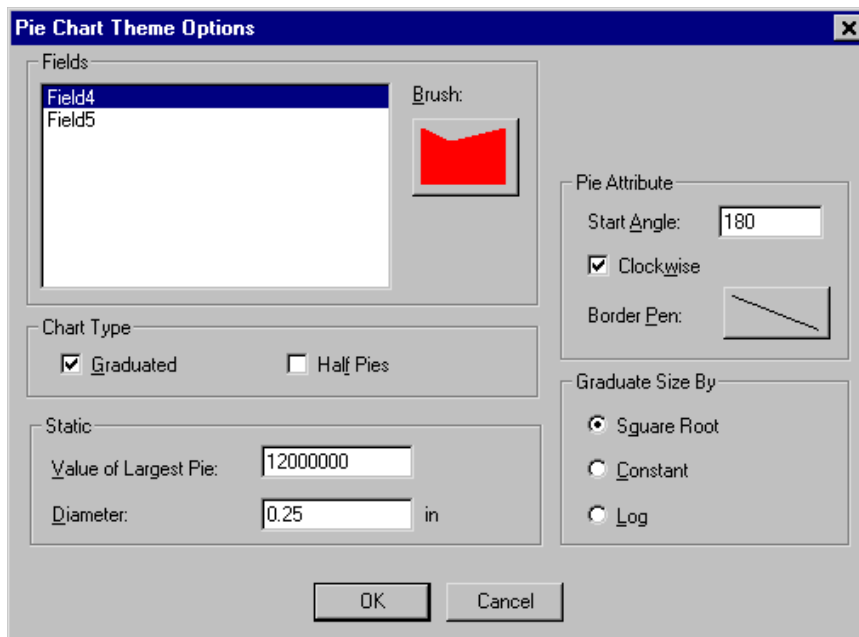 Pie Chart Theme Options
Fields
Field4
Field5
Brush:
Pie Attribute
Start Angle: 180
Clockwise
Border Pen:
Chart Type
Graduated Half Pies
Graduate Size By
Square Root
Constant
Log
Static
Value of Largest Pie: 12000000
Diameter: 0.25 in
OK Cancel